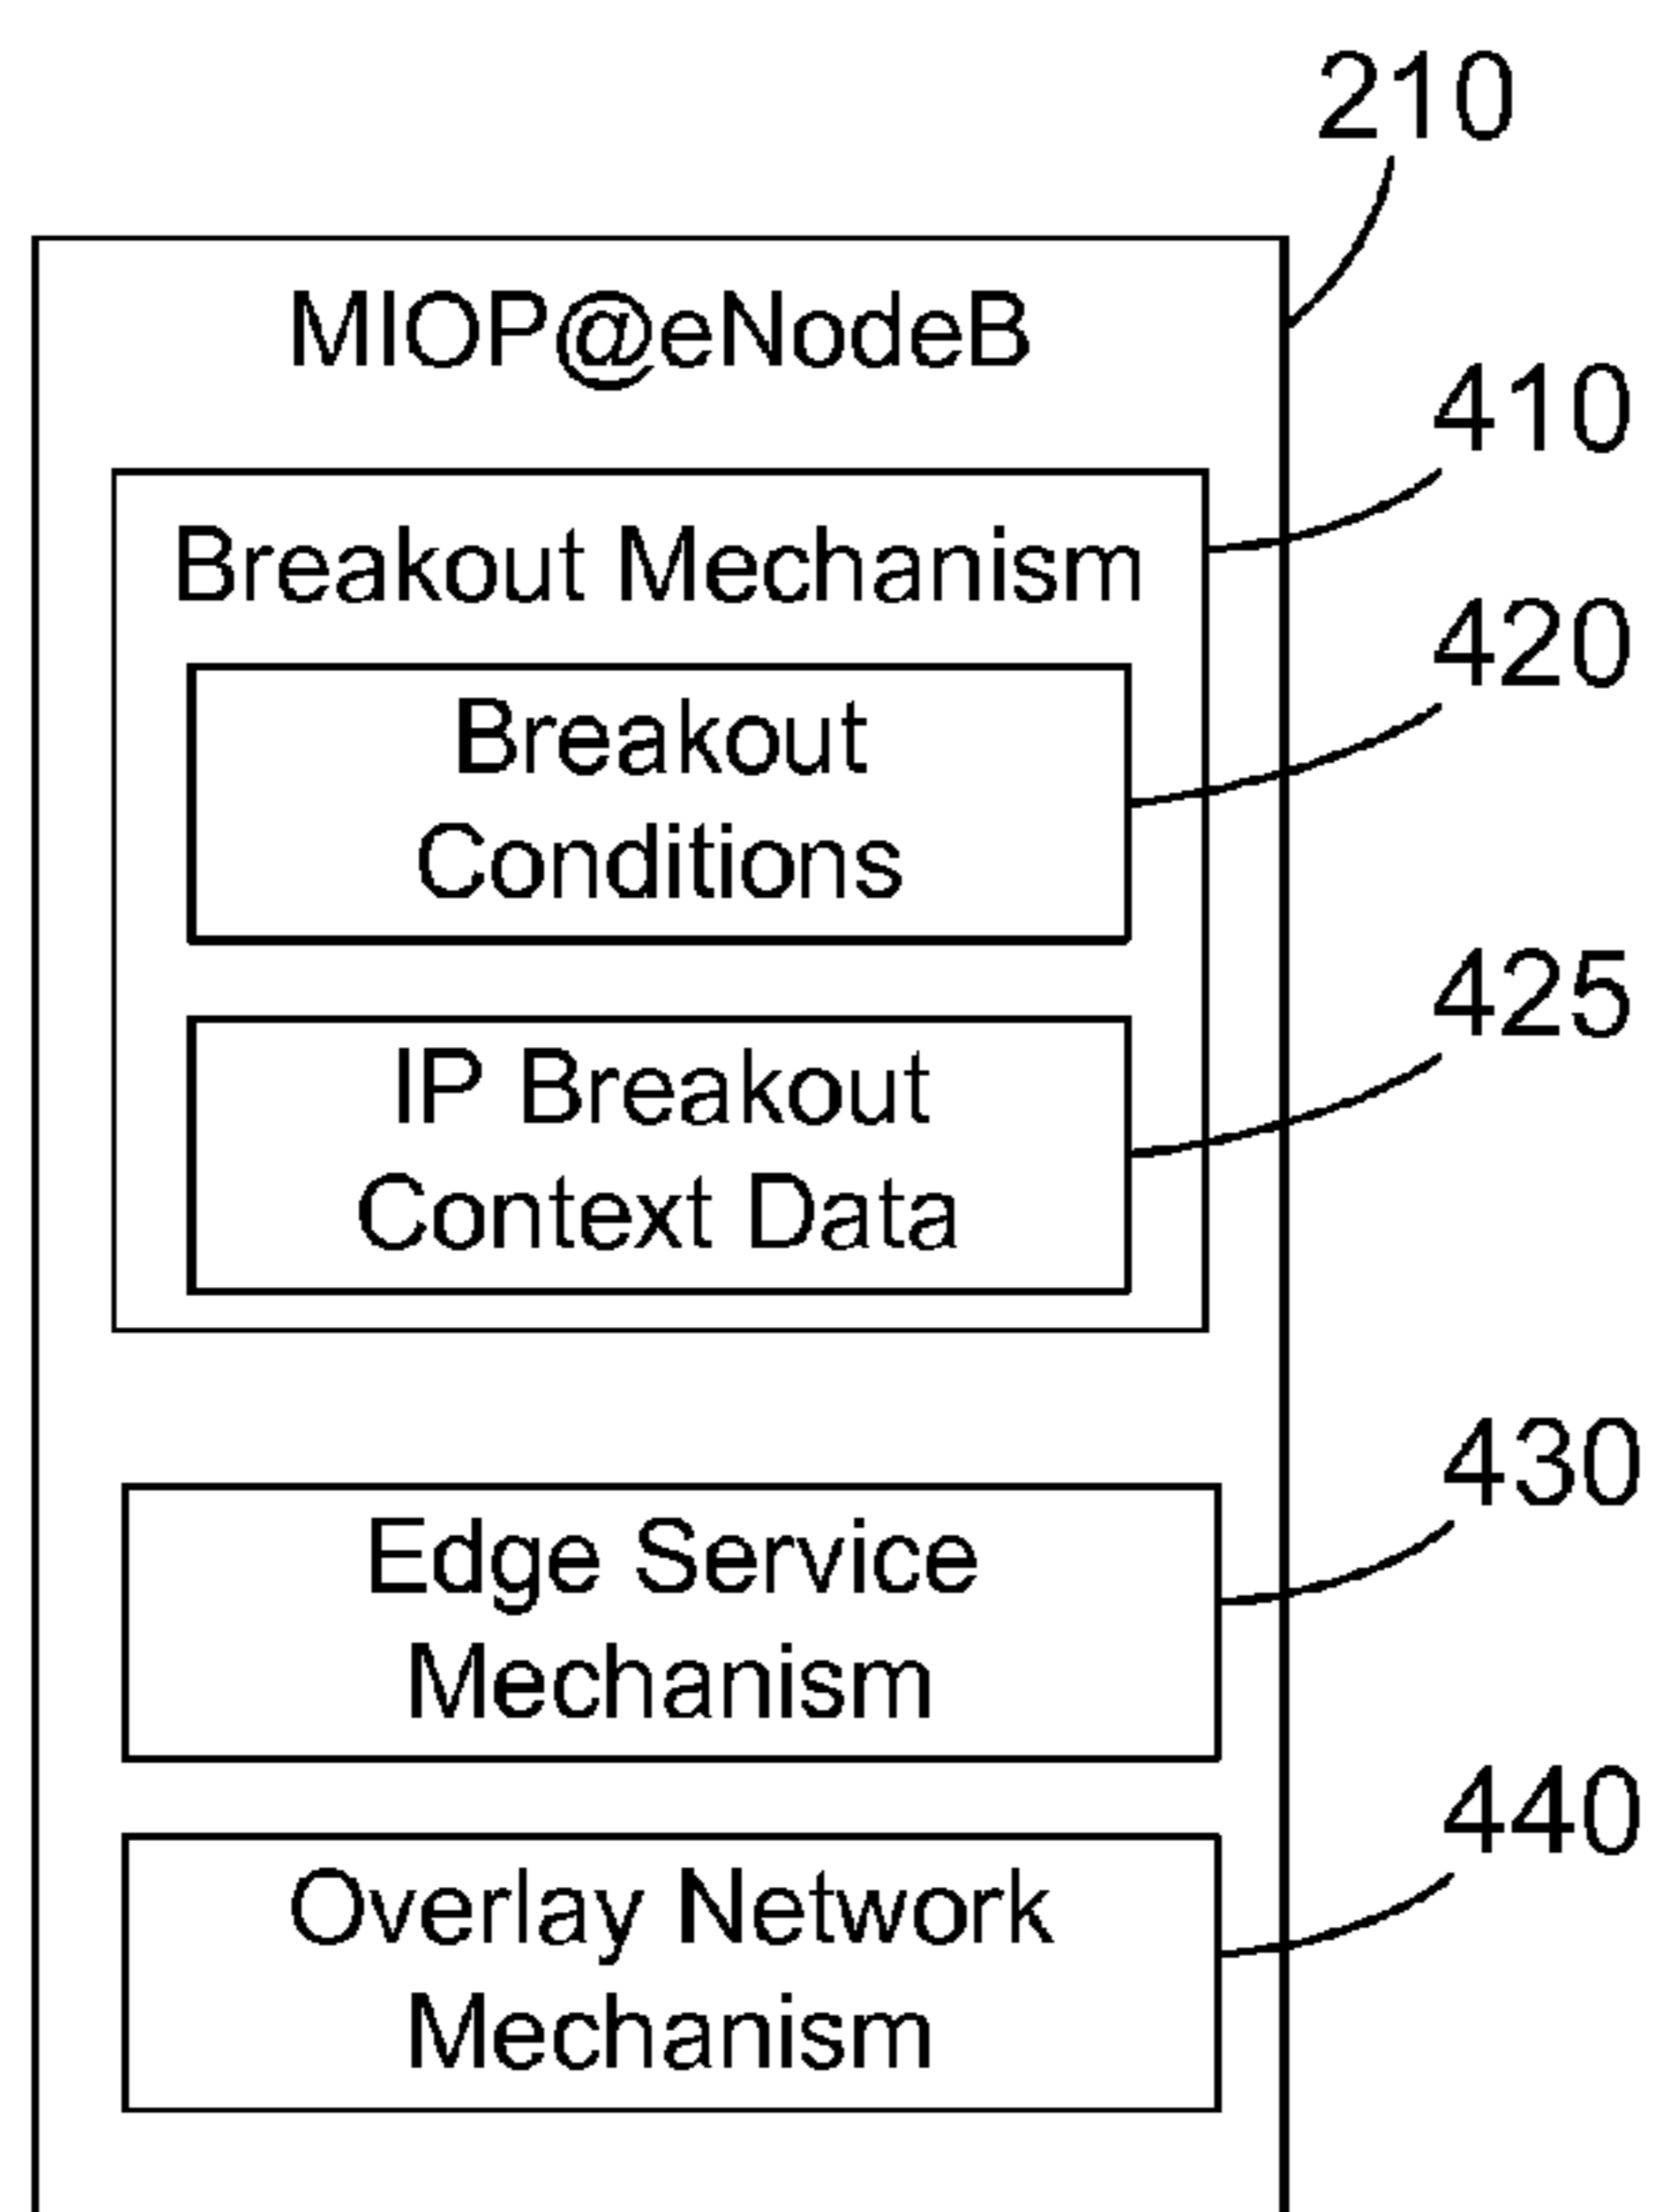 210
MIOP@eNodeB
410
Breakout Mechanism
420
Breakout
Conditions
425
IP Breakout
Context Data
430
Edge Service
Mechanism
440
Overlay Network
Mechanism